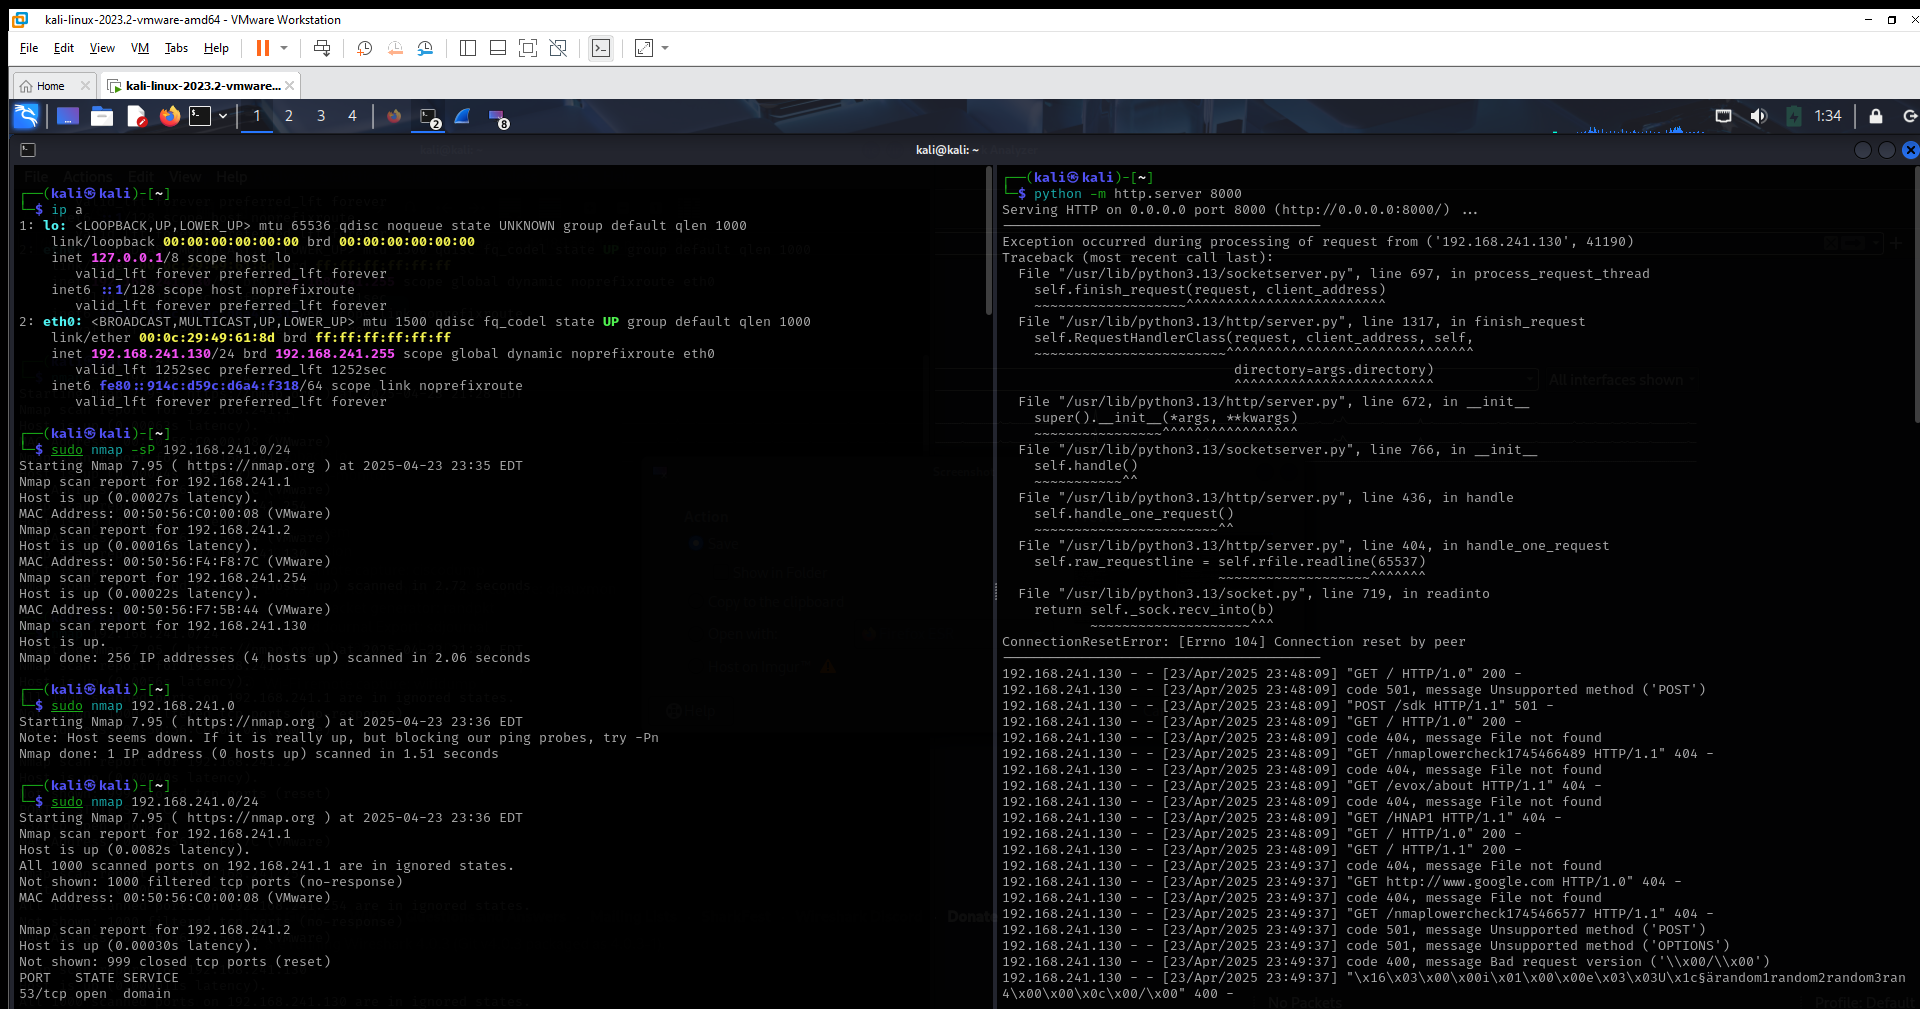 kali-linux-2023.2-vmware-amd64 - VMware Workstation
File Edit View VM Tabs Help
Home kali-linux-2023.2-vmware...
1 2 3 4 2 8 1:34
kali@kali: ~
┌──(kali㉿kali)-[~]
└─$ ip a
1: lo: <LOOPBACK,UP,LOWER_UP> mtu 65536 qdisc noqueue state UNKNOWN group default qlen 1000
    link/loopback 00:00:00:00:00:00 brd 00:00:00:00:00:00
    inet 127.0.0.1/8 scope host lo
       valid_lft forever preferred_lft forever
    inet6 ::1/128 scope host noprefixroute
       valid_lft forever preferred_lft forever
2: eth0: <BROADCAST,MULTICAST,UP,LOWER_UP> mtu 1500 qdisc fq_codel state UP group default qlen 1000
    link/ether 00:0c:29:49:61:8d brd ff:ff:ff:ff:ff:ff
    inet 192.168.241.130/24 brd 192.168.241.255 scope global dynamic noprefixroute eth0
       valid_lft 1252sec preferred_lft 1252sec
    inet6 fe80::914c:d59c:d6a4:f318/64 scope link noprefixroute
       valid_lft forever preferred_lft forever
┌──(kali㉿kali)-[~]
└─$ sudo nmap -sP 192.168.241.0/24
Starting Nmap 7.95 ( https://nmap.org ) at 2025-04-23 23:35 EDT
Nmap scan report for 192.168.241.1
Host is up (0.00027s latency).
MAC Address: 00:50:56:C0:00:08 (VMware)
Nmap scan report for 192.168.241.2
Host is up (0.00016s latency).
MAC Address: 00:50:56:F4:F8:7C (VMware)
Nmap scan report for 192.168.241.254
Host is up (0.00022s latency).
MAC Address: 00:50:56:F7:5B:44 (VMware)
Nmap scan report for 192.168.241.130
Host is up.
Nmap done: 256 IP addresses (4 hosts up) scanned in 2.06 seconds
┌──(kali㉿kali)-[~]
└─$ sudo nmap 192.168.241.0
Starting Nmap 7.95 ( https://nmap.org ) at 2025-04-23 23:36 EDT
Note: Host seems down. If it is really up, but blocking our ping probes, try -Pn
Nmap done: 1 IP address (0 hosts up) scanned in 1.51 seconds
┌──(kali㉿kali)-[~]
└─$ sudo nmap 192.168.241.0/24
Starting Nmap 7.95 ( https://nmap.org ) at 2025-04-23 23:36 EDT
Nmap scan report for 192.168.241.1
Host is up (0.0082s latency).
All 1000 scanned ports on 192.168.241.1 are in ignored states.
Not shown: 1000 filtered tcp ports (no-response)
MAC Address: 00:50:56:C0:00:08 (VMware)
Nmap scan report for 192.168.241.2
Host is up (0.00030s latency).
Not shown: 999 closed tcp ports (reset)
PORT   STATE SERVICE
53/tcp open  domain
┌──(kali㉿kali)-[~]
└─$ python -m http.server 8000
Serving HTTP on 0.0.0.0 port 8000 (http://0.0.0.0:8000/) ...
----------------------------------------
Exception occurred during processing of request from ('192.168.241.130', 41190)
Traceback (most recent call last):
  File "/usr/lib/python3.13/socketserver.py", line 697, in process_request_thread
    self.finish_request(request, client_address)
    ~~~~~~~~~~~~~~~~~~~^^^^^^^^^^^^^^^^^^^^^^^^^
  File "/usr/lib/python3.13/http/server.py", line 1317, in finish_request
    self.RequestHandlerClass(request, client_address, self,
    ~~~~~~~~~~~~~~~~~~~~~~~~^^^^^^^^^^^^^^^^^^^^^^^^^^^^^^^
                             directory=args.directory)
                             ^^^^^^^^^^^^^^^^^^^^^^^^^
  File "/usr/lib/python3.13/http/server.py", line 672, in __init__
    super().__init__(*args, **kwargs)
    ~~~~~~~~~~~~~~~~^^^^^^^^^^^^^^^^^
  File "/usr/lib/python3.13/socketserver.py", line 766, in __init__
    self.handle()
    ~~~~~~~~~~~^^
  File "/usr/lib/python3.13/http/server.py", line 436, in handle
    self.handle_one_request()
    ~~~~~~~~~~~~~~~~~~~~~~~^^
  File "/usr/lib/python3.13/http/server.py", line 404, in handle_one_request
    self.raw_requestline = self.rfile.readline(65537)
                           ~~~~~~~~~~~~~~~~~~~^^^^^^^
  File "/usr/lib/python3.13/socket.py", line 719, in readinto
    return self._sock.recv_into(b)
           ~~~~~~~~~~~~~~~~~~~~^^^
ConnectionResetError: [Errno 104] Connection reset by peer
----------------------------------------
192.168.241.130 - - [23/Apr/2025 23:48:09] "GET / HTTP/1.0" 200 -
192.168.241.130 - - [23/Apr/2025 23:48:09] code 501, message Unsupported method ('POST')
192.168.241.130 - - [23/Apr/2025 23:48:09] "POST /sdk HTTP/1.1" 501 -
192.168.241.130 - - [23/Apr/2025 23:48:09] "GET / HTTP/1.0" 200 -
192.168.241.130 - - [23/Apr/2025 23:48:09] code 404, message File not found
192.168.241.130 - - [23/Apr/2025 23:48:09] "GET /nmaplowercheck1745466489 HTTP/1.1" 404 -
192.168.241.130 - - [23/Apr/2025 23:48:09] code 404, message File not found
192.168.241.130 - - [23/Apr/2025 23:48:09] "GET /evox/about HTTP/1.1" 404 -
192.168.241.130 - - [23/Apr/2025 23:48:09] code 404, message File not found
192.168.241.130 - - [23/Apr/2025 23:48:09] "GET /HNAP1 HTTP/1.1" 404 -
192.168.241.130 - - [23/Apr/2025 23:48:09] "GET / HTTP/1.0" 200 -
192.168.241.130 - - [23/Apr/2025 23:48:09] "GET / HTTP/1.1" 200 -
192.168.241.130 - - [23/Apr/2025 23:49:37] code 404, message File not found
192.168.241.130 - - [23/Apr/2025 23:49:37] "GET http://www.google.com HTTP/1.0" 404 -
192.168.241.130 - - [23/Apr/2025 23:49:37] code 404, message File not found
192.168.241.130 - - [23/Apr/2025 23:49:37] "GET /nmaplowercheck1745466577 HTTP/1.1" 404 -
192.168.241.130 - - [23/Apr/2025 23:49:37] code 501, message Unsupported method ('POST')
192.168.241.130 - - [23/Apr/2025 23:49:37] code 501, message Unsupported method ('OPTIONS')
192.168.241.130 - - [23/Apr/2025 23:49:37] code 400, message Bad request version ('\\x00/\\x00')
192.168.241.130 - - [23/Apr/2025 23:49:37] "\x16\x03\x00\x00i\x01\x00\x00e\x03\x03U\x1c§ärandom1random2random3ran
4\x00\x00\x0c\x00/\x00" 400 -